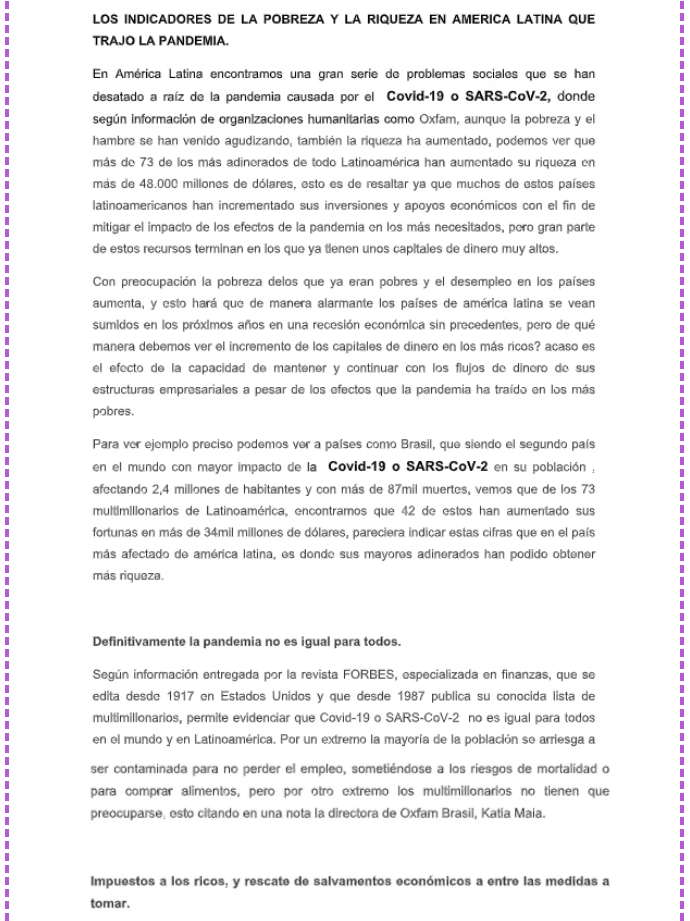 LOS INDICADORES DE LA POBREZA Y LA RIQUEZA EN AMERICA LATINA QUE
TRAJO LA PANDEMIA.
En América Latina encontramos una gran serie de problemas sociales que se han
desatado a raíz de la pandemia causada por el Covid-19 o SARS-CoV-2, donde
según información de organizaciones humanitarias como Oxfam, aunque la pobreza y el
hambre se han venido agudizando, también la riqueza ha aumentado, podemos ver que
más de 73 de los más adinerados de todo Latinoamérica han aumentado su riqueza en
más de 48.000 millones de dólares, esto es de resaltar ya que muchos de estos países
latinoamericanos han incrementado sus inversiones y apoyos económicos con el fin de
mitigar el impacto de los efectos de la pandemia en los más necesitados, pero gran parte
de estos recursos terminan en los que ya tienen unos capitales de dinero muy altos.
Con preocupación la pobreza delos que ya eran pobres y el desempleo en los países
aumenta, y esto hará que de manera alarmante los países de américa latina se vean
sumidos en los próximos años en una recesión económica sin precedentes, pero de qué
manera debemos ver el incremento de los capitales de dinero en los más ricos? acaso es
el efecto de la capacidad de mantener y continuar con los flujos de dinero de sus
estructuras empresariales a pesar de los efectos que la pandemia ha traído en los más
pobres.
Para ver ejemplo preciso podemos ver a países como Brasil, que siendo el segundo país
en el mundo con mayor impacto de la Covid-19 o SARS-CoV-2 en su población ,
afectando 2,4 millones de habitantes y con más de 87mil muertes, vemos que de los 73
multimillonarios de Latinoamérica, encontramos que 42 de estos han aumentado sus
fortunas en más de 34mil millones de dólares, pareciera indicar estas cifras que en el país
más afectado de américa latina, es donde sus mayores adinerados han podido obtener
más riqueza.
Definitivamente la pandemia no es igual para todos.
Según información entregada por la revista FORBES, especializada en finanzas, que se
edita desde 1917 en Estados Unidos y que desde 1987 publica su conocida lista de
multimillonarios, permite evidenciar que Covid-19 o SARS-CoV-2 no es igual para todos
en el mundo y en Latinoamérica. Por un extremo la mayoría de la población se arriesga a
ser contaminada para no perder el empleo, sometiéndose a los riesgos de mortalidad o
para comprar alimentos, pero por otro extremo los multimillonarios no tienen que
preocuparse, esto citando en una nota la directora de Oxfam Brasil, Katia Maia.
Impuestos a los ricos, y rescate de salvamentos económicos a entre las medidas a
tomar.